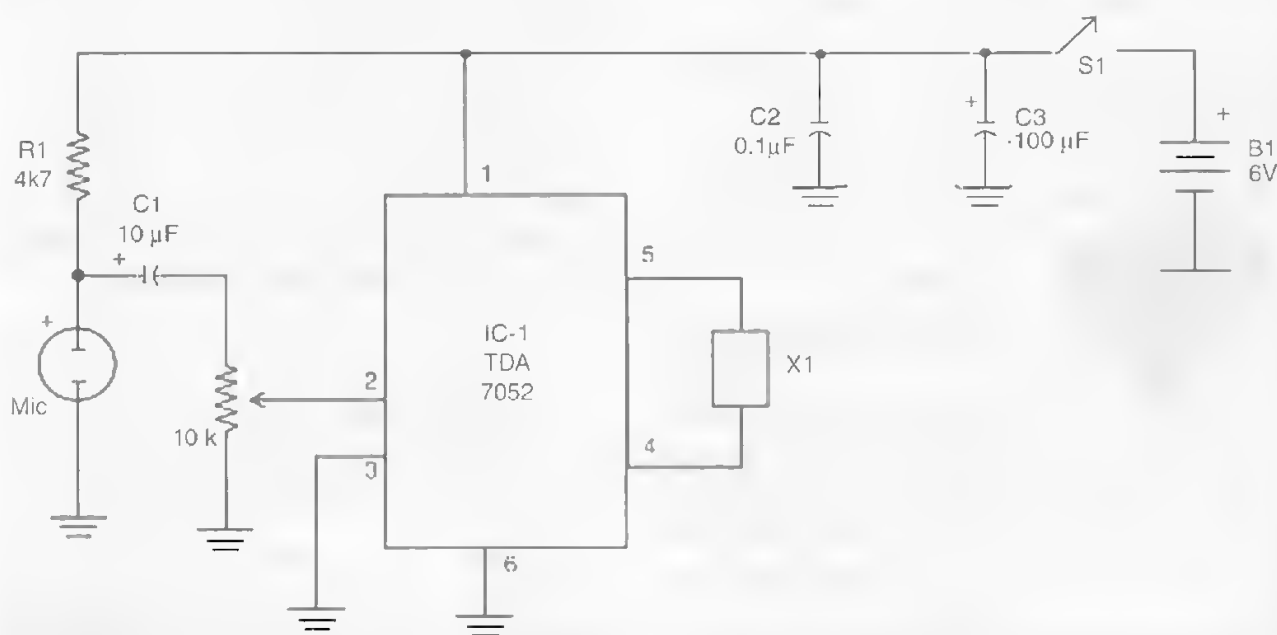 S1
+
R1
4k7
C1
10 µF
+
C2
0.1µF
+
C3
100 µF
+
B1
6V
1
5
+
Mic
10 k
2
3
IC-1
TDA
7052
X1
4
6